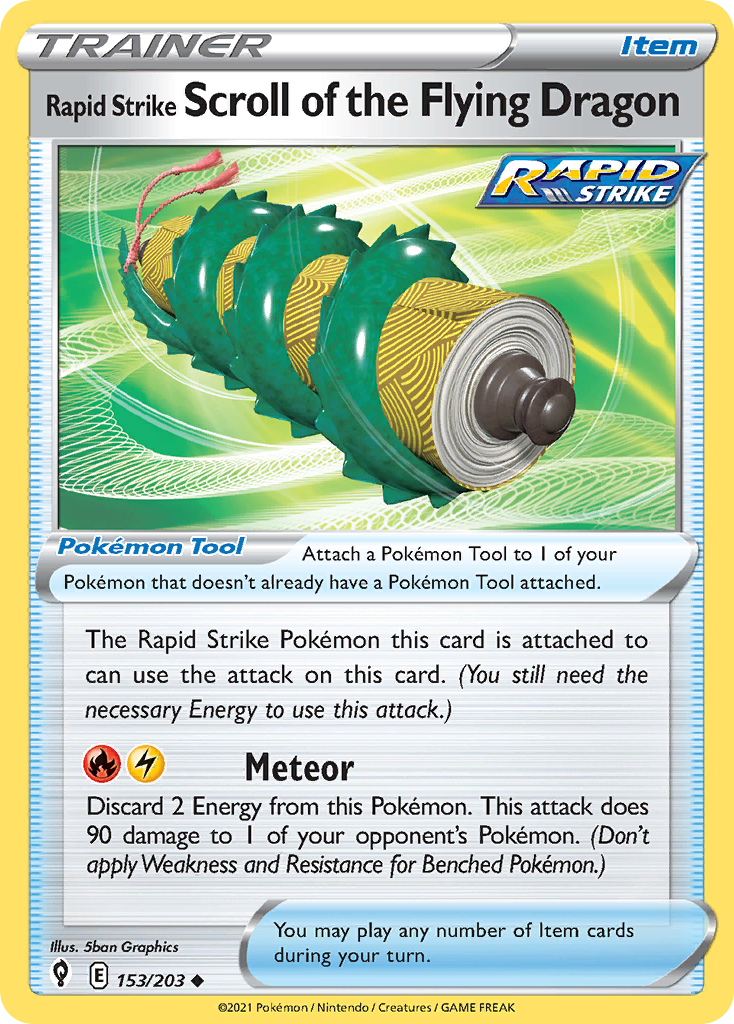 TRAINER
Item
Rapid Strike Scroll of the Flying Dragon
RAPID
STRIKE
Pokémon Tool
Attach a Pokémon Tool to 1 of your
Pokémon that doesn't already have a Pokémon Tool attached.
The Rapid Strike Pokémon this card is attached to
can use the attack on this card. (You still need the
necessary Energy to use this attack.)
Meteor
Discard 2 Energy from this Pokémon. This attack does
90 damage to 1 of your opponent's Pokémon. (Don't
apply Weakness and Resistance for Benched Pokémon.)
You may play any number of Item cards
during your turn.
Illus. 5ban Graphics
E
153/203
©2021 Pokémon / Nintendo / Creatures / GAME FREAK